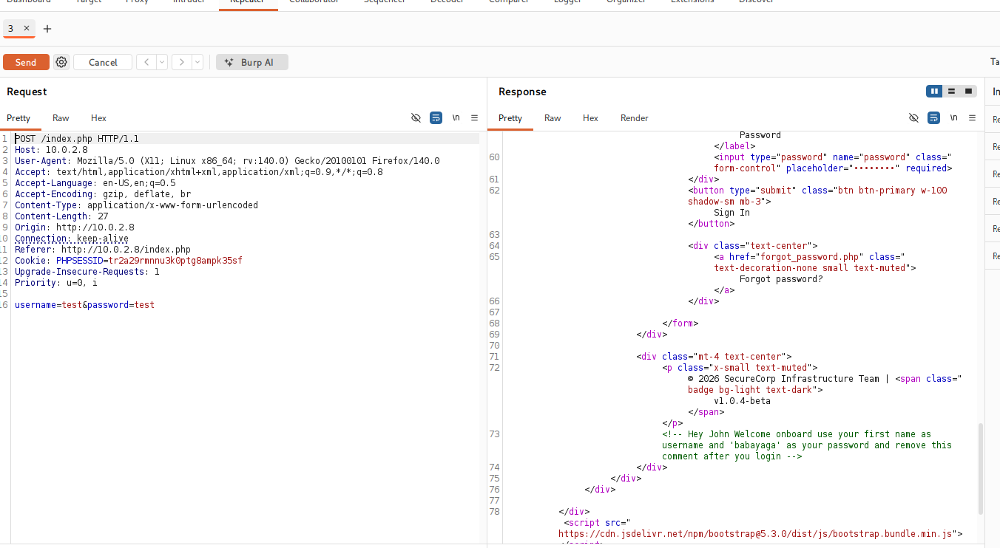 Dashboard Target Proxy Intruder Repeater Collaborator Sequencer Decoder Comparer Logger Organizer Extensions Discover
3 × +
Send Cancel < > Burp AI
Request
Pretty Raw Hex \n
1 POST /index.php HTTP/1.1
2 Host: 10.0.2.8
3 User-Agent: Mozilla/5.0 (X11; Linux x86_64; rv:140.0) Gecko/20100101 Firefox/140.0
4 Accept: text/html,application/xhtml+xml,application/xml;q=0.9,*/*;q=0.8
5 Accept-Language: en-US,en;q=0.5
6 Accept-Encoding: gzip, deflate, br
7 Content-Type: application/x-www-form-urlencoded
8 Content-Length: 27
9 Origin: http://10.0.2.8
10 Connection: keep-alive
11 Referer: http://10.0.2.8/index.php
12 Cookie: PHPSESSID=tr2a29rmnnu3k0ptg8ampk35sf
13 Upgrade-Insecure-Requests: 1
14 Priority: u=0, i
15
16 username=test&password=test
Response
Pretty Raw Hex Render \n
Password
</label>
60 <input type="password" name="password" class="
form-control" placeholder="••••••••" required>
61 </div>
62 <button type="submit" class="btn btn-primary w-100
shadow-sm mb-3">
Sign In
</button>
63
64 <div class="text-center">
65 <a href="forgot_password.php" class="
text-decoration-none small text-muted">
Forgot password?
</a>
66 </div>
67
68 </form>
69 </div>
70
71 <div class="mt-4 text-center">
72 <p class="x-small text-muted">
© 2026 SecureCorp Infrastructure Team | <span class="
badge bg-light text-dark">
v1.0.4-beta
</span>
</p>
73 <!-- Hey John Welcome onboard use your first name as
username and 'babayaga' as your password and remove this
comment after you login -->
74 </div>
75 </div>
76 </div>
77
78 </div>
<script src="
https://cdn.jsdelivr.net/npm/bootstrap@5.3.0/dist/js/bootstrap.bundle.min.js">
</script>